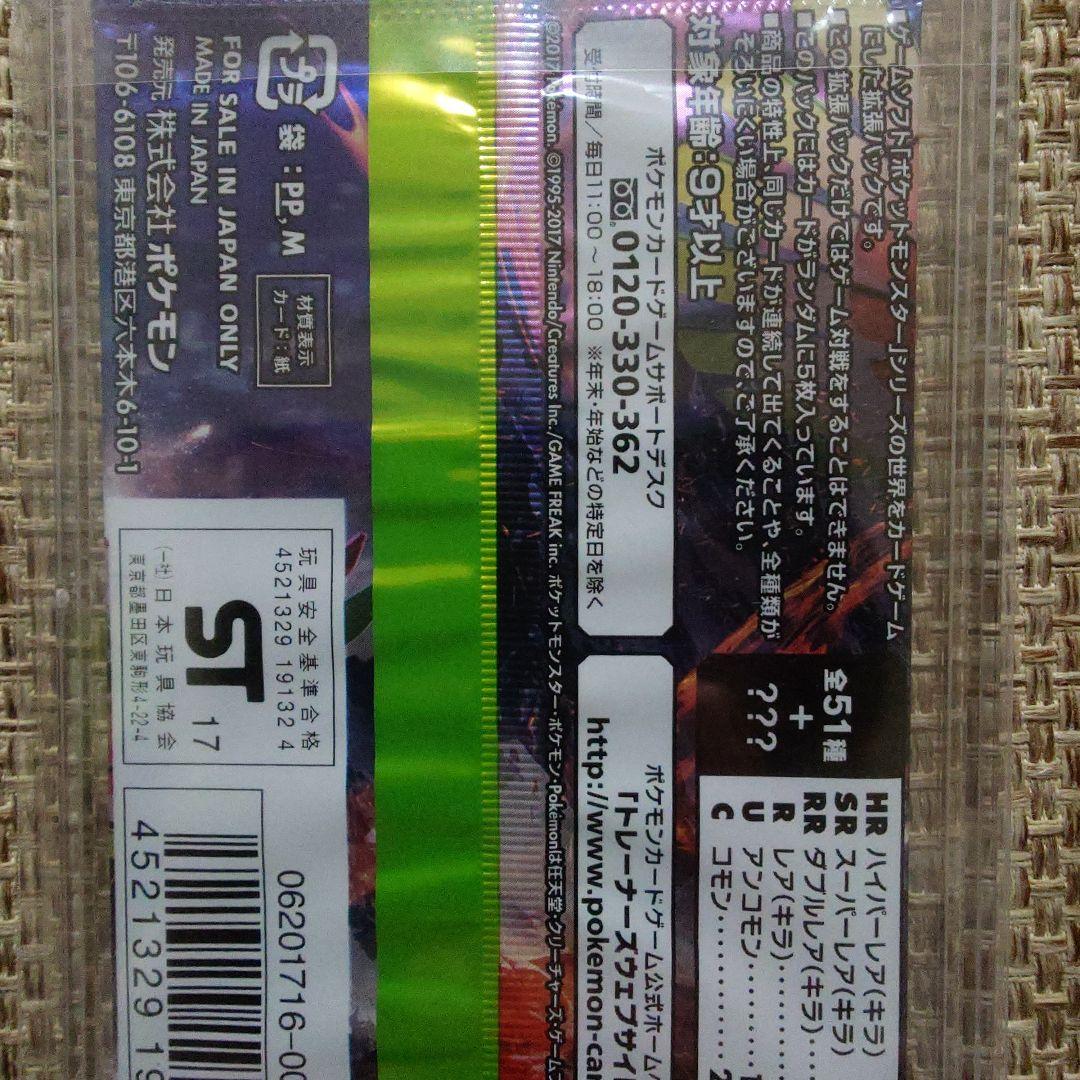 ■ゲームソフト『ポケットモンスター』シリーズの世界をカードゲーム
にした拡張パックです。
■この拡張パックだけではゲーム対戦をすることはできません。
■このパックにはカードがランダムに5枚入っています。
■商品の特性上、同じカードが連続して出てくることや、全種類が
そろいにくい場合がございますので、ご了承ください。
対象年齢:9才以上
ポケモンカードゲームサポートデスク
0120-330-362
受付時間/毎日11:00~18:00 ※年末・年始などの特定日を除く
©2017 Pokémon. ©1995-2017 Nintendo/Creatures Inc./GAME FREAK inc. ポケットモンスター・ポケモン・Pokémonは任天堂・クリーチャーズ・ゲーム
全51種
+
???
HR ハイパーレア(キラ)
SR スーパーレア(キラ)
RR ダブルレア(キラ)
R レア(キラ)
U アンコモン
C コモン
ポケモンカードゲーム公式ホーム
「トレーナーズウェブサイ
http://www.pokemon-car
プラ
袋:PP,M
材質表示
カード:紙
FOR SALE IN JAPAN ONLY
MADE IN JAPAN
発売元 株式会社 ポケモン
〒106-6108 東京都港区六本木6-10-1
玩具安全基準合格
4521329 19132 4
ST 17
(一社)日本玩具協会
東京都墨田区東駒形4-22-4
06201716-00
4521329 19